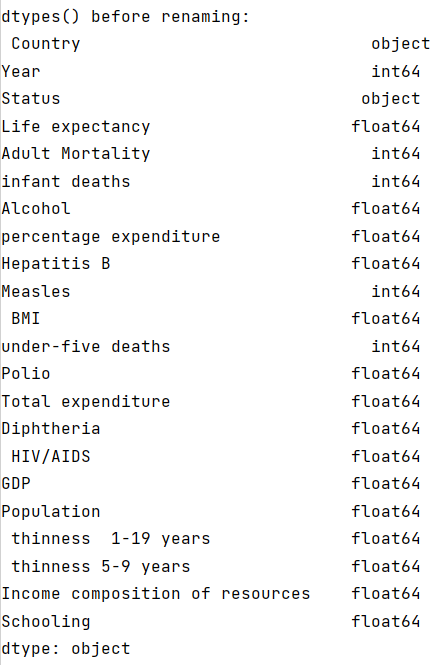 dtypes() before renaming:
 Country                             object
Year                                 int64
Status                              object
Life expectancy                    float64
Adult Mortality                      int64
infant deaths                        int64
Alcohol                            float64
percentage expenditure             float64
Hepatitis B                        float64
Measles                              int64
 BMI                               float64
under-five deaths                    int64
Polio                              float64
Total expenditure                  float64
Diphtheria                         float64
 HIV/AIDS                          float64
GDP                                float64
Population                         float64
 thinness  1-19 years              float64
 thinness 5-9 years                float64
Income composition of resources    float64
Schooling                          float64
dtype: object